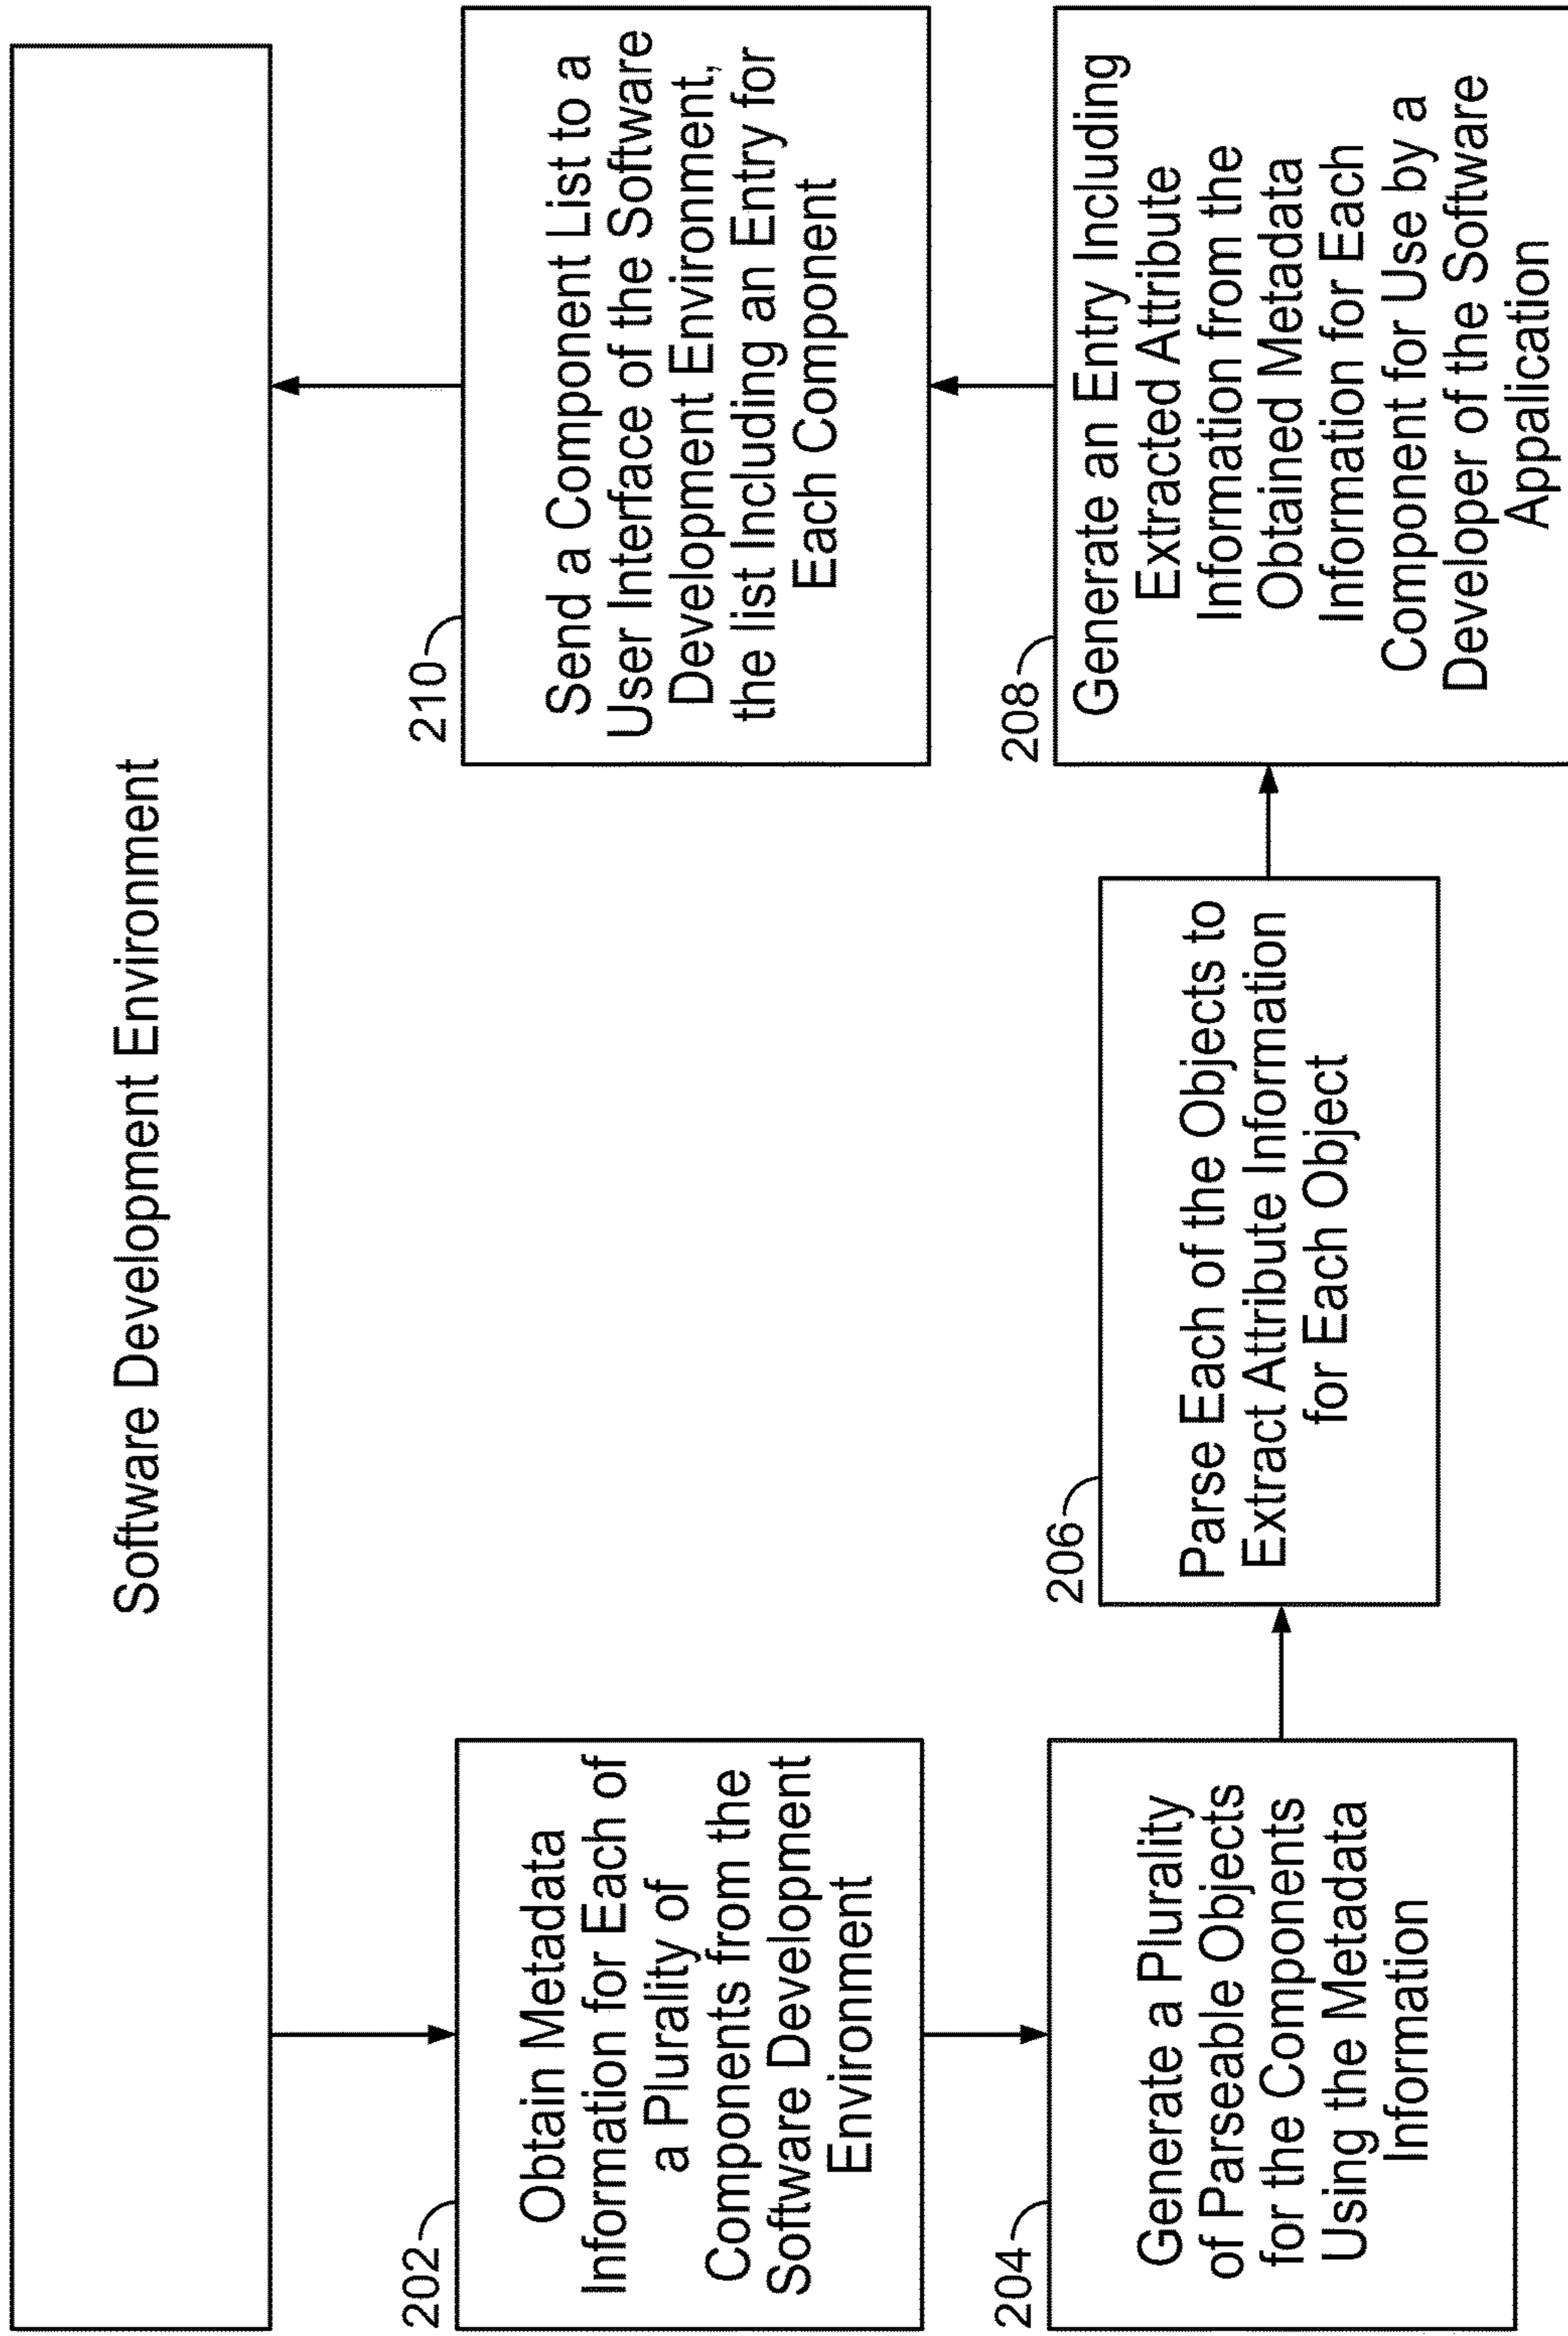 Software Development Environment
202
Obtain Metadata
Information for Each of
a Plurality of
Components from the
Software Development
Environment
204
Generate a Plurality
of Parseable Objects
for the Components
Using the Metadata
Information
206
Parse Each of the Objects to
Extract Attribute Information
for Each Object
208
Generate an Entry Including
Extracted Attribute
Information from the
Obtained Metadata
Information for Each
Component for Use by a
Developer of the Software
Appalication
210
Send a Component List to a
User Interface of the Software
Development Environment,
the list Including an Entry for
Each Component